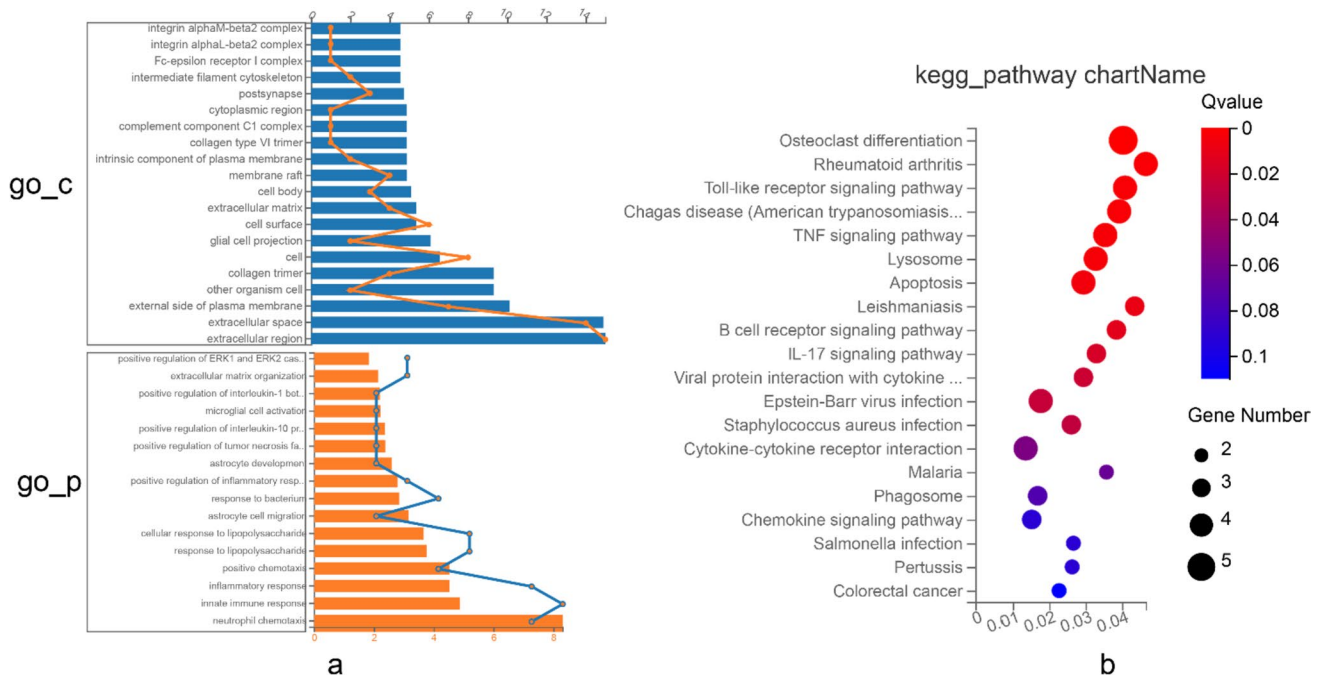 0 2 4 6 8 10 12 14
integrin alphaM-beta2 complex
integrin alphaL-beta2 complex
Fc-epsilon receptor I complex
intermediate filament cytoskeleton
postsynapse
cytoplasmic region
complement component C1 complex
collagen type VI trimer
intrinsic component of plasma membrane
membrane raft
cell body
extracellular matrix
cell surface
glial cell projection
cell
collagen trimer
other organism cell
external side of plasma membrane
extracellular space
extracellular region
go_c
positive regulation of ERK1 and ERK2 cas..
extracellular matrix organization
positive regulation of interleukin-1 bet..
microglial cell activation
positive regulation of interleukin-10 pr..
positive regulation of tumor necrosis fa..
astrocyte developmen
positive regulation of inflammatory resp..
response to bacterium
astrocyte cell migration
cellular response to lipopolysaccharide
response to lipopolysaccharide
positive chemotaxis
inflammatory response
innate immune response
neutrophil chemotaxis
go_p
0 2 4 6 8
a
kegg_pathway chartName
Osteoclast differentiation
Rheumatoid arthritis
Toll-like receptor signaling pathway
Chagas disease (American trypanosomiasis...
TNF signaling pathway
Lysosome
Apoptosis
Leishmaniasis
B cell receptor signaling pathway
IL-17 signaling pathway
Viral protein interaction with cytokine ...
Epstein-Barr virus infection
Staphylococcus aureus infection
Cytokine-cytokine receptor interaction
Malaria
Phagosome
Chemokine signaling pathway
Salmonella infection
Pertussis
Colorectal cancer
0 0.01 0.02 0.03 0.04
Qvalue
0
0.02
0.04
0.06
0.08
0.1
Gene Number
2
3
4
5
b